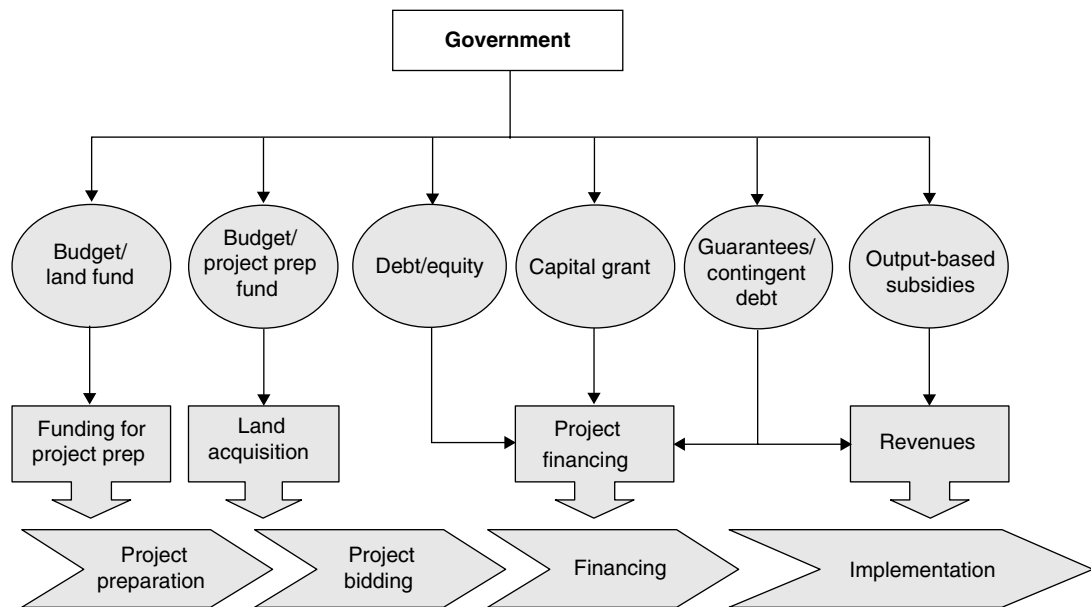 Government
Budget/
land fund
Budget/
project prep
fund
Debt/equity
Capital grant
Guarantees/
contingent
debt
Output-based
subsidies
Funding for
project prep
Land
acquisition
Project
financing
Revenues
Project
preparation
Project
bidding
Financing
Implementation